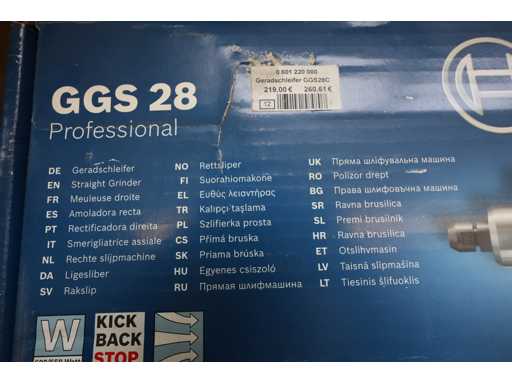 0 601 220 000
Geradschleifer GGS28C
219,00 € 260,61 €
12
GGS 28
Professional
DE Geradschleifer
EN Straight Grinder
FR Meuleuse droite
ES Amoladora recta
PT Rectificadora direita
IT Smerigliatrice assiale
NL Rechte slijpmachine
DA Ligesliber
SV Rakslip
NO Rettsliper
FI Suorahiomakone
EL Ευθύς λειαντήρας
TR Kalıpçı taşlama
PL Szlifierka prosta
CS Přímá bruska
SK Priama brúska
HU Egyenes csiszoló
RU Прямая шлифмашина
UK Пряма шліфувальна машина
RO Polizor drept
BG Права шлифовъчна машина
SR Ravna brusilica
SL Premi brusilnik
HR Ravna brusilica
ET Otslihvmasin
LV Taisnā slīpmašīna
LT Tiesinis šlifuoklis
W
KICK
BACK
STOP